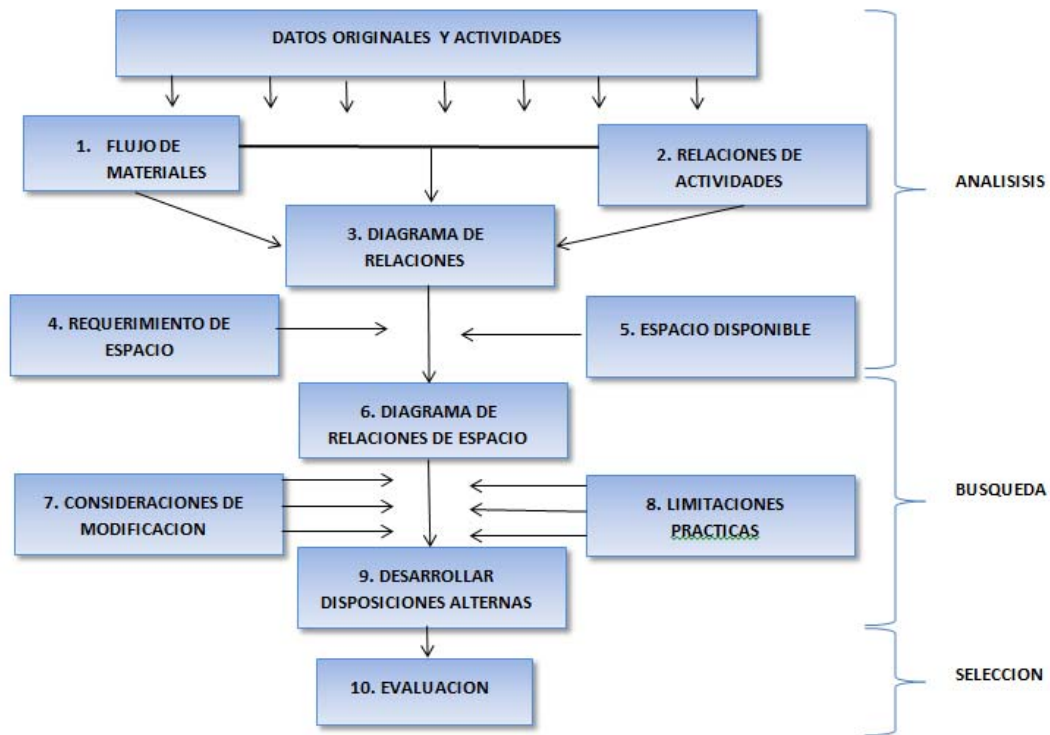 DATOS ORIGINALES Y ACTIVIDADES
1. FLUJO DE
MATERIALES
2. RELACIONES DE
ACTIVIDADES
ANALISISIS
3. DIAGRAMA DE
RELACIONES
4. REQUERIMIENTO DE
ESPACIO
5. ESPACIO DISPONIBLE
6. DIAGRAMA DE
RELACIONES DE ESPACIO
7. CONSIDERACIONES DE
MODIFICACION
8. LIMITACIONES
PRACTICAS
BUSQUEDA
9. DESARROLLAR
DISPOSICIONES ALTERNAS
10. EVALUACION
SELECCION